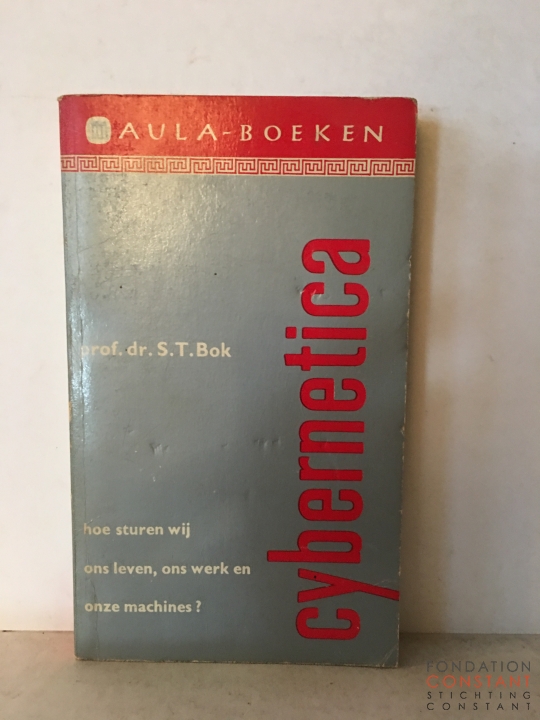 AULA-BOEKEN
prof. dr. S.T. Bok
cybernetica
hoe sturen wij
ons leven, ons werk en
onze machines?
FONDATION
CONSTANT
STICHTING
CONSTANT